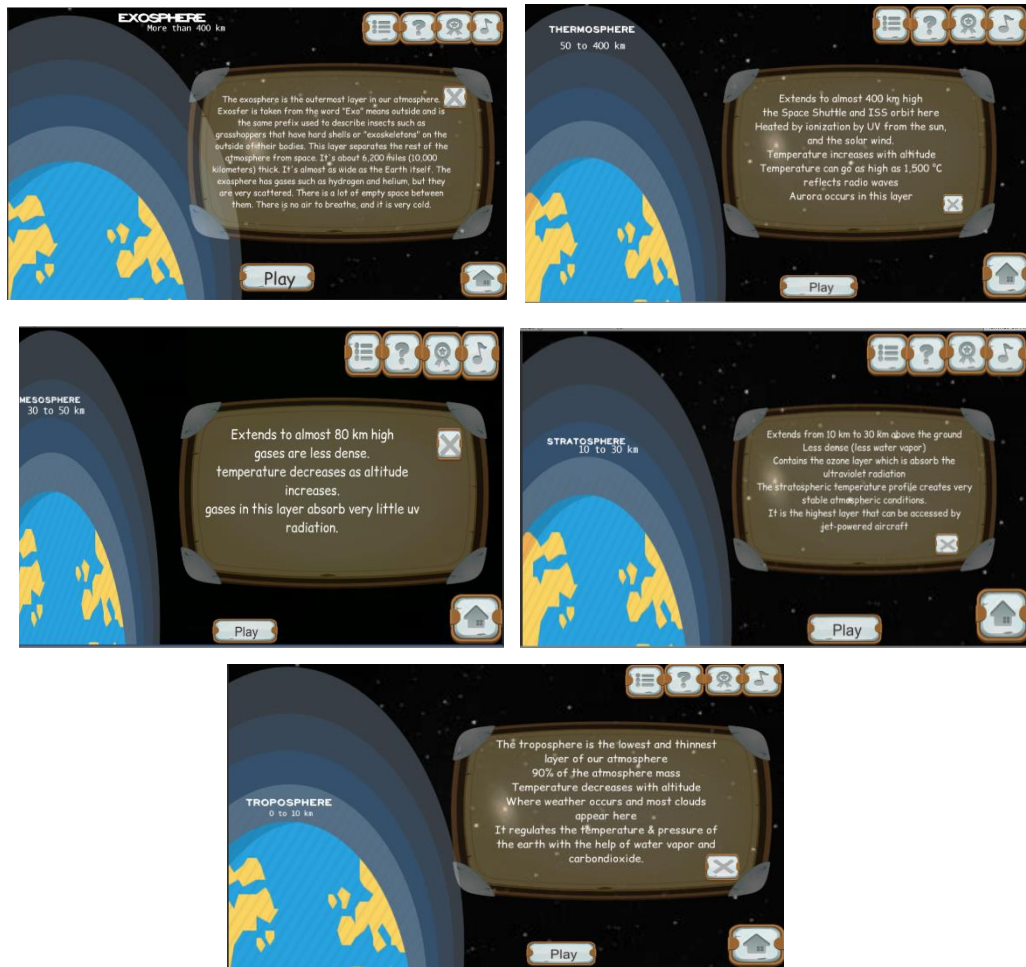 EXOSPHERE
More than 400 km
The exosphere is the outermost layer in our atmosphere.
Exosfer is taken from the word "Exo" means outside and is
the same prefix used to describe insects such as
grasshoppers that have hard shells or "exoskeletons" on the
outside of their bodies. This layer separates the rest of the
atmosphere from space. It's about 6,200 miles (10,000
kilometers) thick. It's almost as wide as the Earth itself. The
exosphere has gases such as hydrogen and helium, but they
are very scattered. There is a lot of empty space between
them. There is no air to breathe, and it is very cold.
Play
THERMOSPHERE
50 to 400 km
Extends to almost 400 km high
the Space Shuttle and ISS orbit here
Heated by ionization by UV from the sun,
and the solar wind.
Temperature increases with altitude
Temperature can go as high as 1,500 °C
reflects radio waves
Aurora occurs in this layer
Play
MESOSPHERE
30 to 50 km
Extends to almost 80 km high
gases are less dense.
temperature decreases as altitude
increases.
gases in this layer absorb very little uv
radiation.
Play
STRATOSPHERE
10 to 30 km
Extends from 10 km to 30 km above the ground
Less dense (less water vapor)
Contains the ozone layer which is absorb the
ultraviolet radiation
The stratospheric temperature profile creates very
stable atmospheric conditions.
It is the highest layer that can be accessed by
jet-powered aircraft
Play
TROPOSPHERE
0 to 10 km
The troposphere is the lowest and thinnest
layer of our atmosphere
90% of the atmosphere mass
Temperature decreases with altitude
Where weather occurs and most clouds
appear here
It regulates the temperature & pressure of
the earth with the help of water vapor and
carbondioxide.
Play